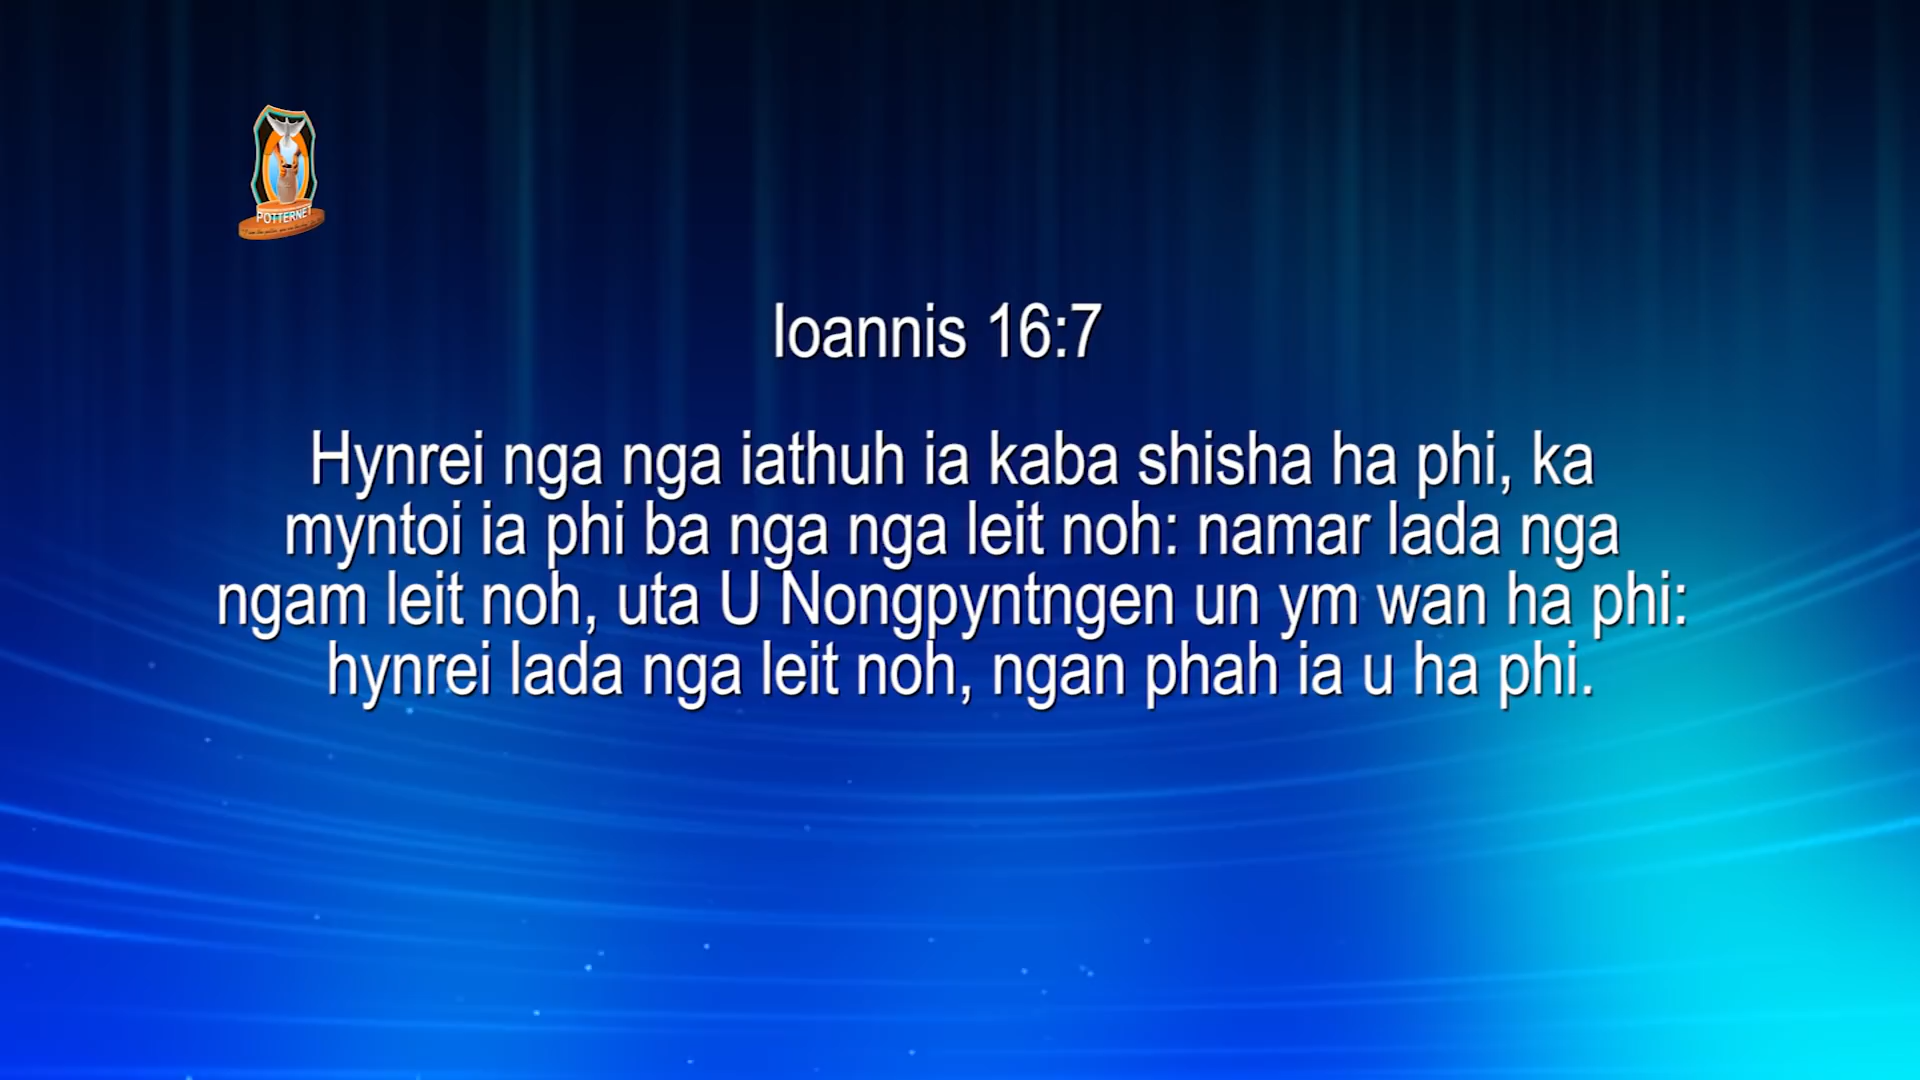 POTTERNET
Ioannis 16:7
Hynrei nga nga iathuh ia kaba shisha ha phi, ka
myntoi ia phi ba nga nga leit noh: namar lada nga
ngam leit noh, uta U Nongpyntngen un ym wan ha phi:
hynrei lada nga leit noh, ngan phah ia u ha phi.